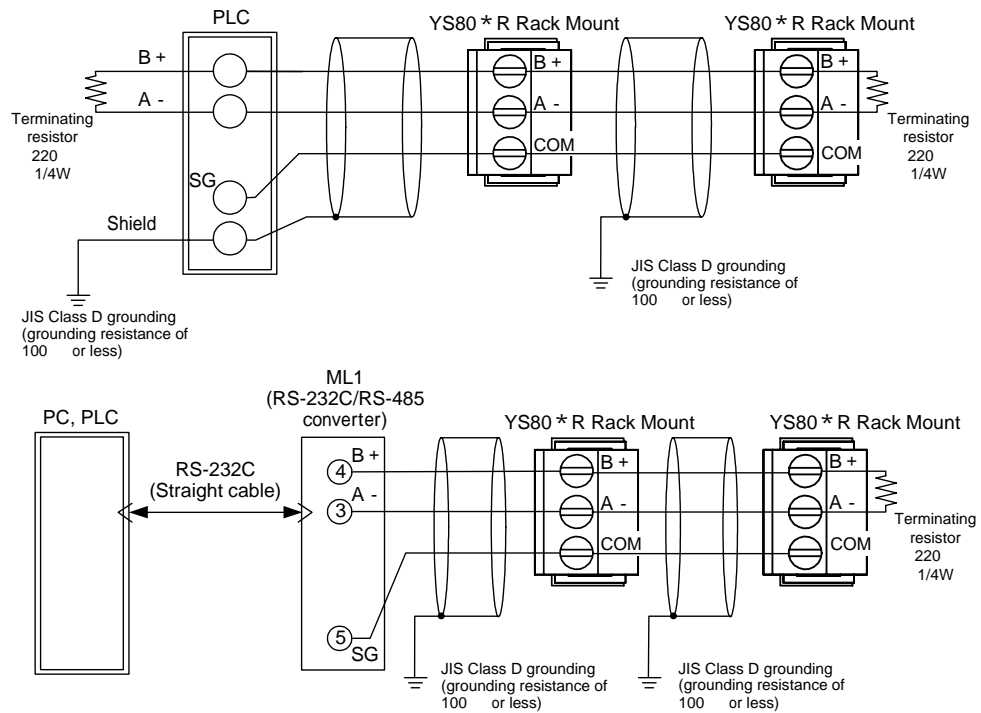 PLC
YS80 * R Rack Mount
YS80 * R Rack Mount
B +
A -
Terminating
resistor
220
1/4W
SG
Shield
B +
A -
COM
B +
A -
COM
Terminating
resistor
220
1/4W
JIS Class D grounding
(grounding resistance of
100 or less)
JIS Class D grounding
(grounding resistance of
100 or less)
ML1
(RS-232C/RS-485
converter)
PC, PLC
YS80 * R Rack Mount
YS80 * R Rack Mount
RS-232C
(Straight cable)
B +
4
A -
3
5
SG
B +
A -
COM
B +
A -
COM
Terminating
resistor
220
1/4W
JIS Class D grounding
(grounding resistance of
100 or less)
JIS Class D grounding
(grounding resistance of
100 or less)